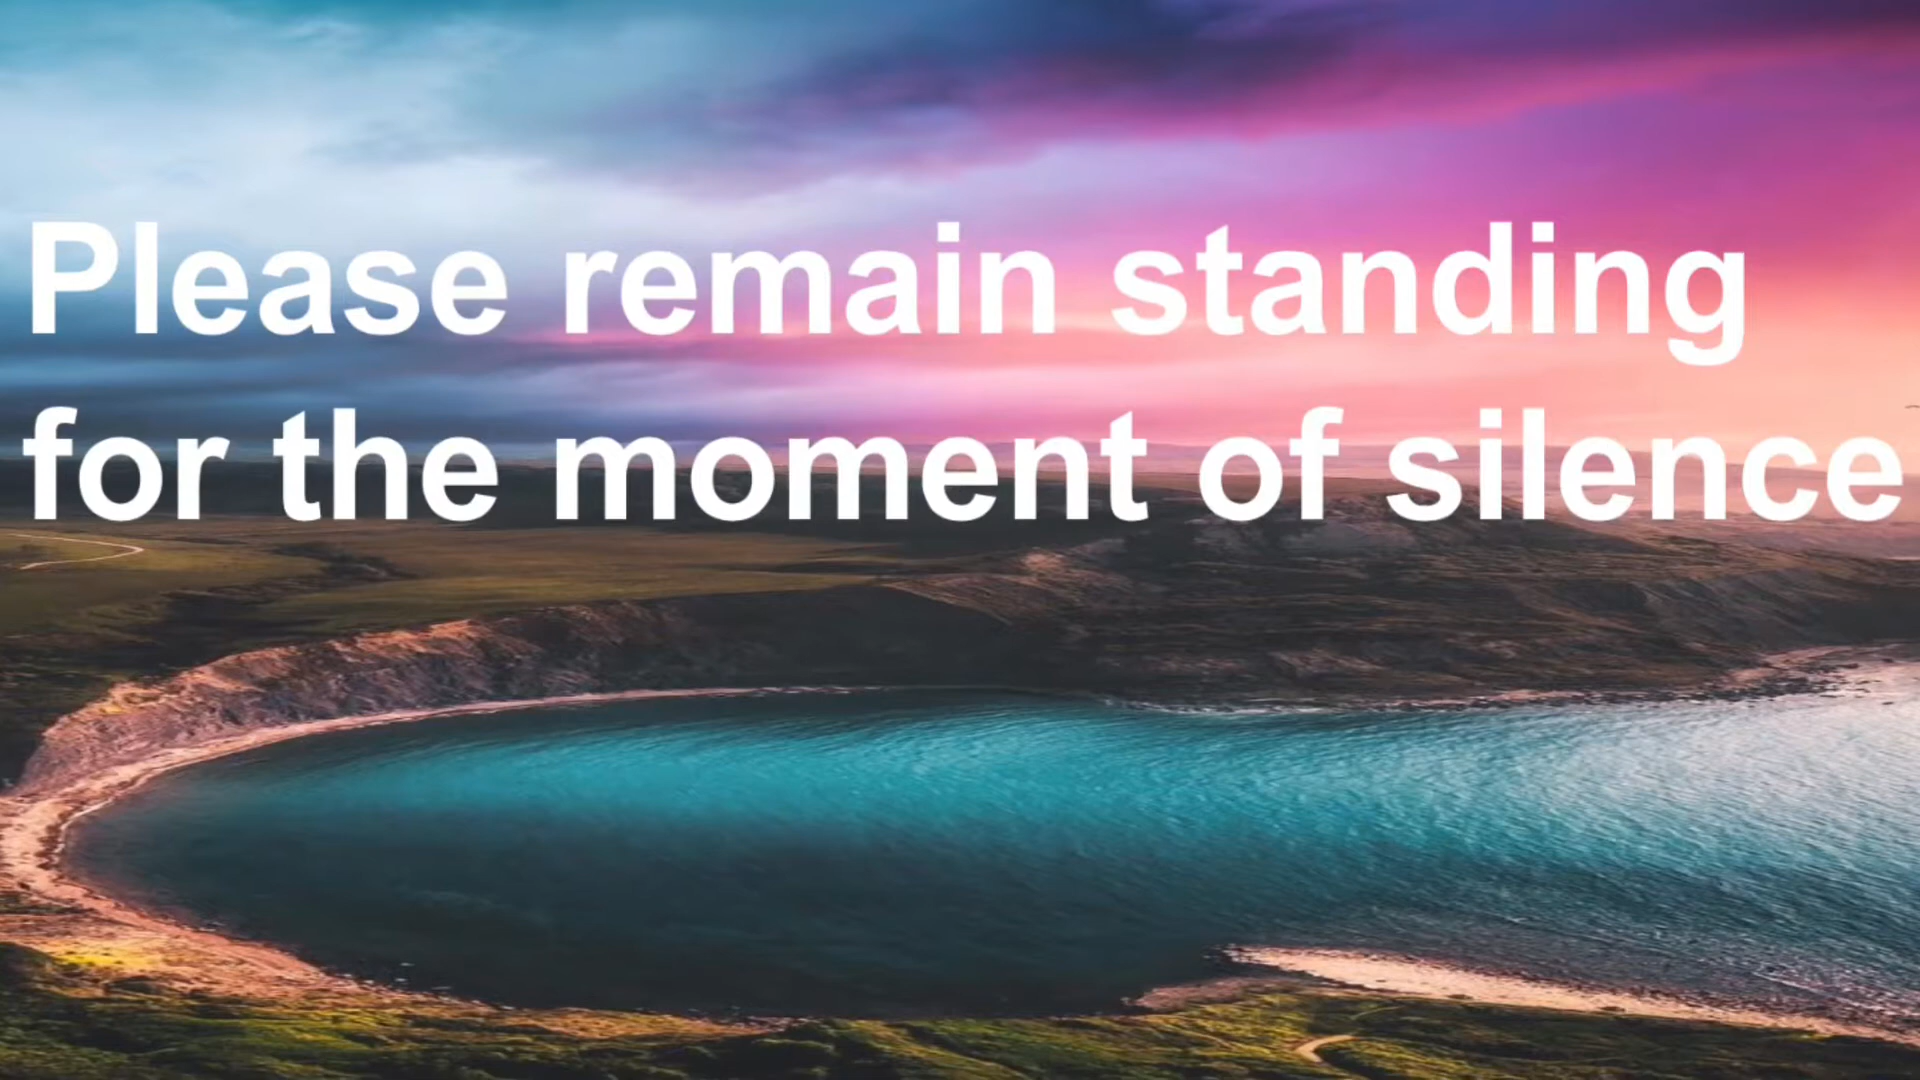 Please remain standing
for the moment of silence